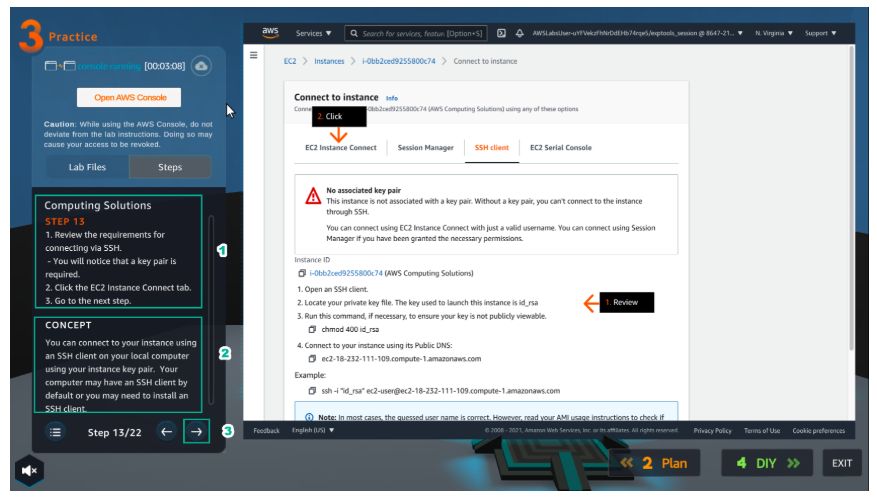 3 Practice
console running [00:03:08]
Open AWS Console
Caution: While using the AWS Console, do not
deviate from the lab instructions. Doing so may
cause your access to be revoked.
Lab Files Steps
Computing Solutions
STEP 13
1. Review the requirements for
connecting via SSH.
- You will notice that a key pair is
required.
2. Click the EC2 Instance Connect tab.
3. Go to the next step.
1
CONCEPT
You can connect to your instance using
an SSH client on your local computer
using your instance key pair. Your
computer may have an SSH client by
default or you may need to install an
SSH client.
2
Step 13/22
3
aws Services ▼ Search for services, featur [Option+S]
N. Virginia ▼ Support ▼
EC2 > Instances > i-0bb2ced9255800c74 > Connect to instance
Connect to instance Info
0bb2ced9255800c74 (AWS Computing Solutions) using any of these options
2. Click
EC2 Instance Connect Session Manager SSH client EC2 Serial Console
No associated key pair
This instance is not associated with a key pair. Without a key pair, you can't connect to the instance
through SSH.
You can connect using EC2 Instance Connect with just a valid username. You can connect using Session
Manager if you have been granted the necessary permissions.
Instance ID
i-0bb2ced9255800c74 (AWS Computing Solutions)
1. Open an SSH client.
2. Locate your private key file. The key used to launch this instance is id_rsa
1. Review
3. Run this command, if necessary, to ensure your key is not publicly viewable.
chmod 400 id_rsa
4. Connect to your instance using its Public DNS:
ec2-18-232-111-109.compute-1.amazonaws.com
Example:
ssh -i "id_rsa" ec2-user@ec2-18-232-111-109.compute-1.amazonaws.com
Note: In most cases, the guessed user name is correct. However, read your AMI usage instructions to check if
Feedback English (US) ▼ © 2008 - 2021, Amazon Web Services, Inc. or its affiliates. All rights reserved. Privacy Policy Terms of Use Cookie preferences
2 Plan 4 DIY EXIT